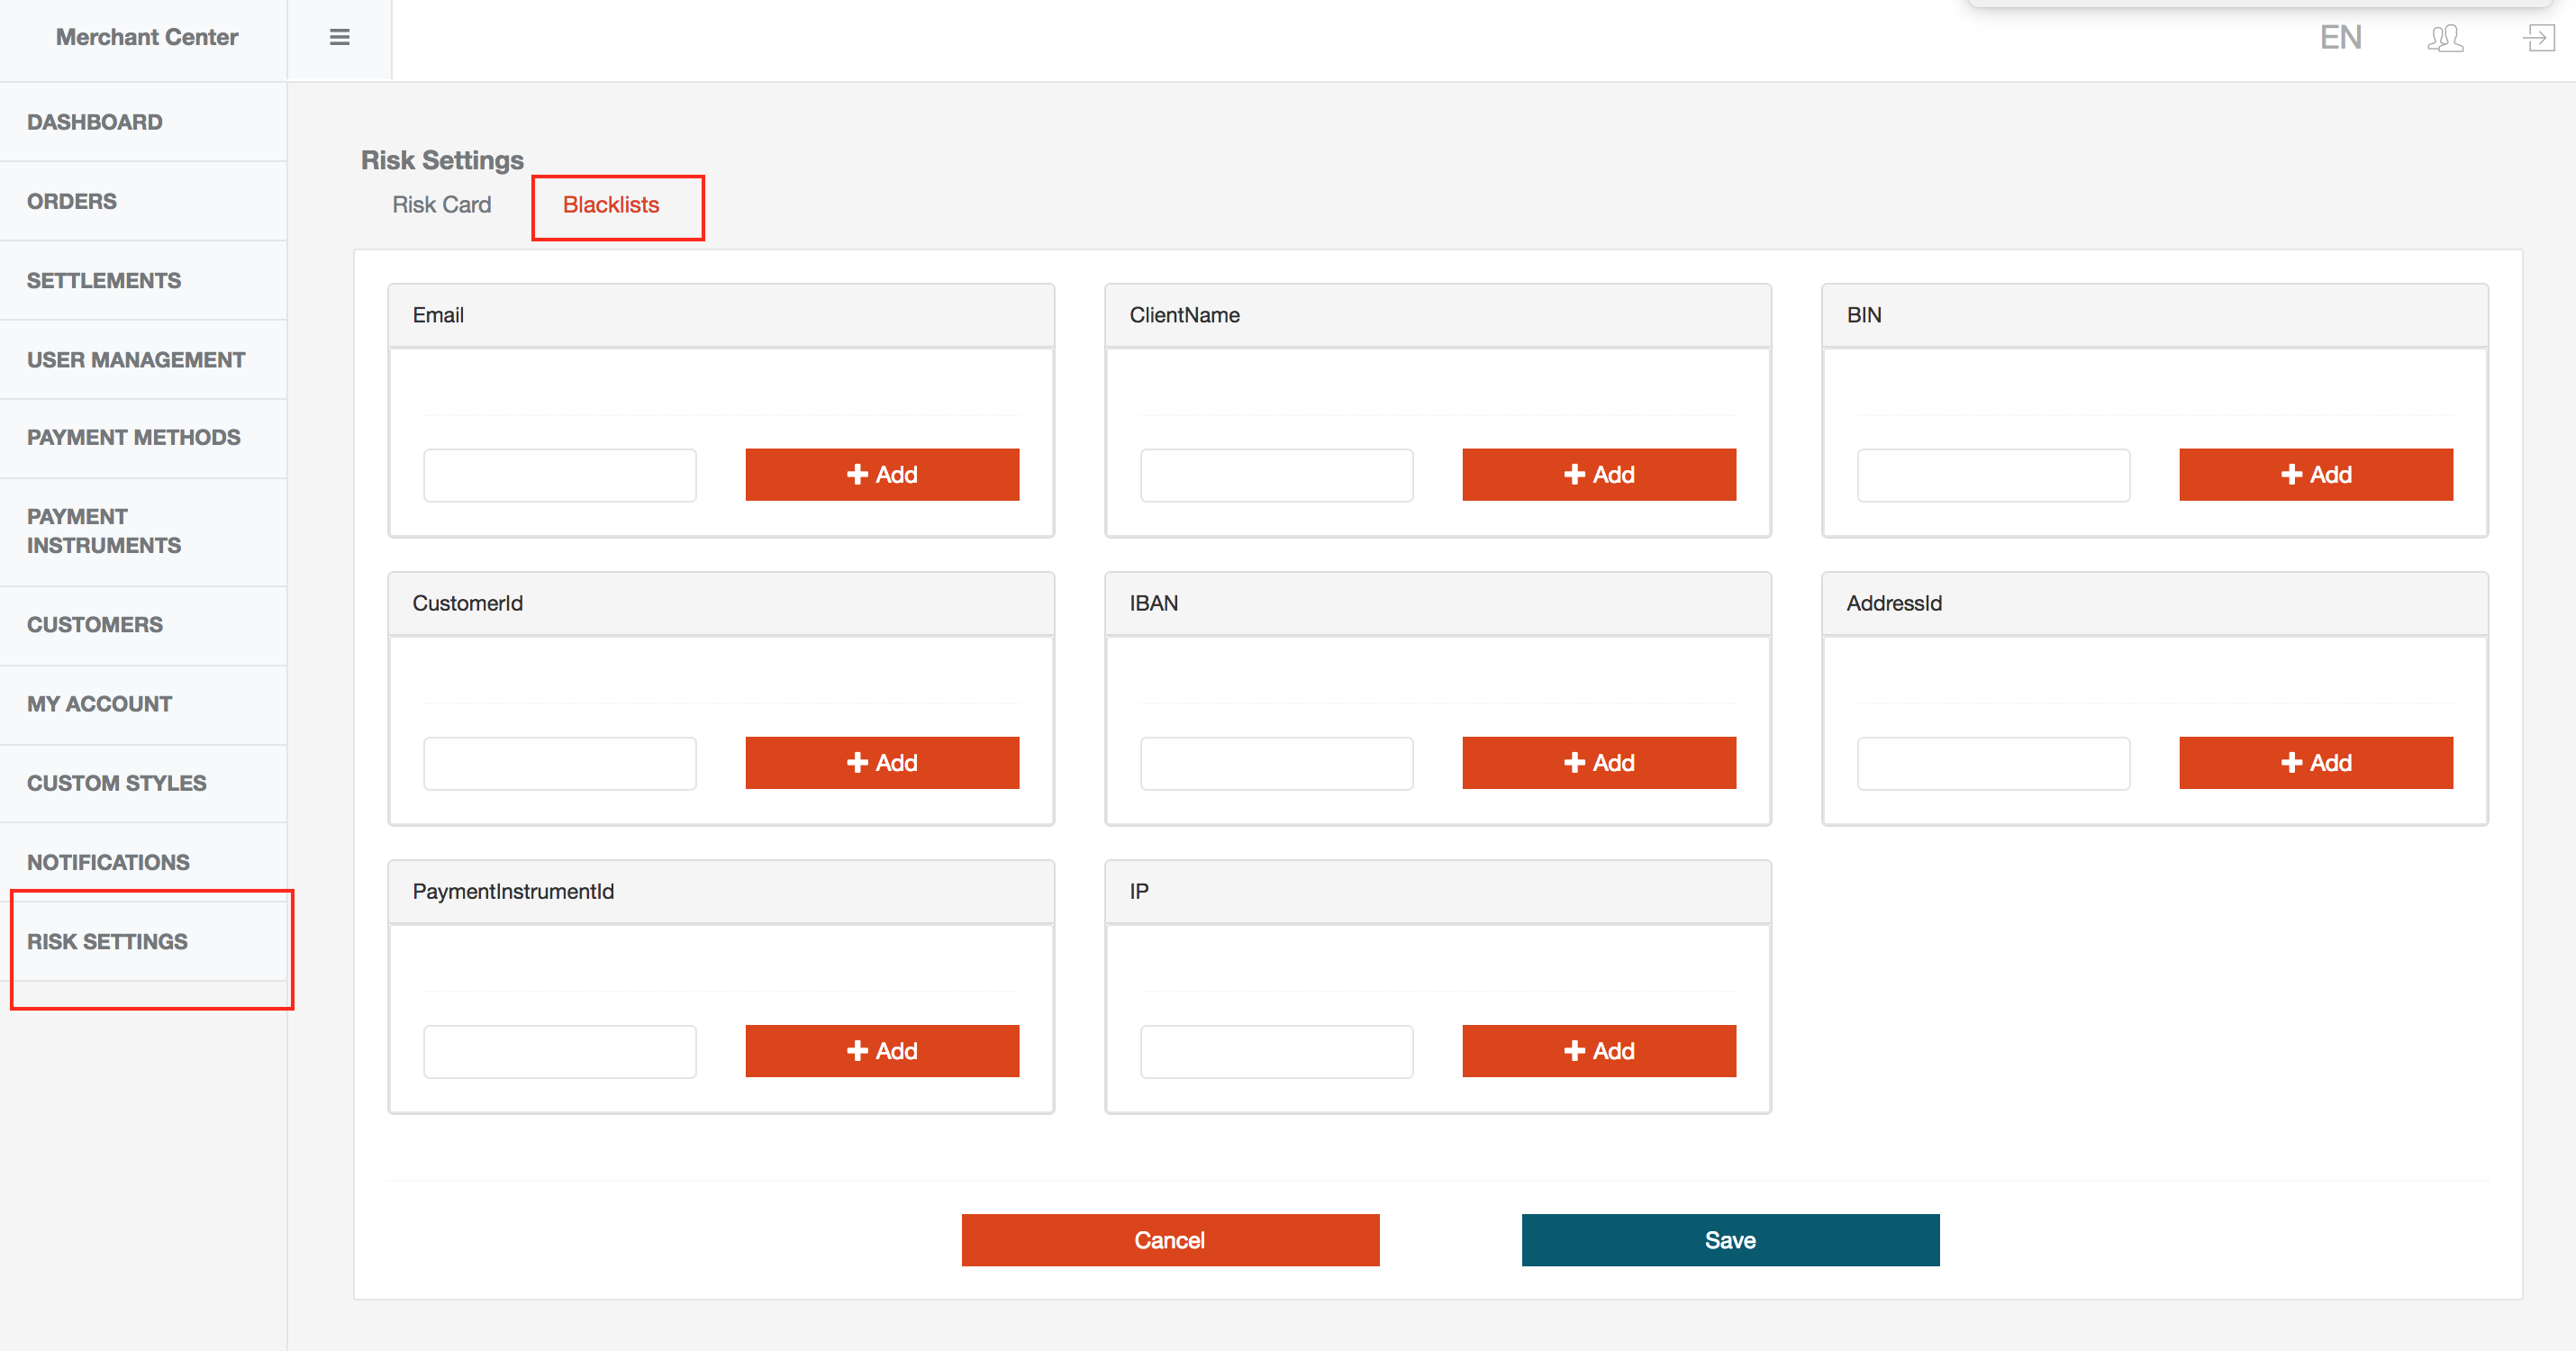 Merchant Center
EN
DASHBOARD
ORDERS
SETTLEMENTS
USER MANAGEMENT
PAYMENT METHODS
PAYMENT
INSTRUMENTS
CUSTOMERS
MY ACCOUNT
CUSTOM STYLES
NOTIFICATIONS
RISK SETTINGS
Risk Settings
Risk Card
Blacklists
Email
Add
ClientName
Add
BIN
Add
CustomerId
Add
IBAN
Add
AddressId
Add
PaymentInstrumentId
Add
IP
Add
Cancel
Save